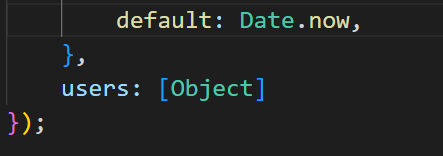 default: Date.now,
},
users: [Object]
});